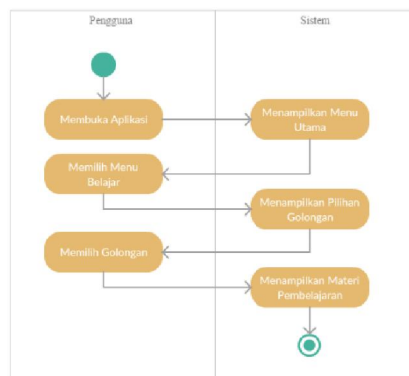 Pengguna
Sistem
Membuka Aplikasi
Menampilkan Menu
Utama
Memilih Menu
Belajar
Menampilkan Pilihan
Golongan
Memilih Golongan
Menampilkan Materi
Pembelajaran